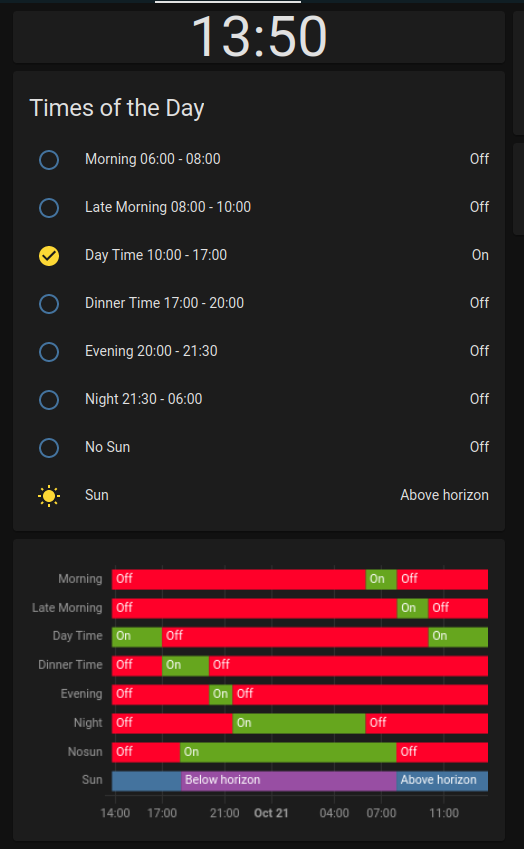 13:50
Times of the Day
Morning 06:00 - 08:00 Off
Late Morning 08:00 - 10:00 Off
Day Time 10:00 - 17:00 On
Dinner Time 17:00 - 20:00 Off
Evening 20:00 - 21:30 Off
Night 21:30 - 06:00 Off
No Sun Off
Sun Above horizon
Morning Off On Off
Late Morning Off On Off
Day Time On Off On
Dinner Time Off On Off
Evening Off On Off
Night Off On Off
Nosun Off On Off
Sun Below horizon Above horizon
14:00 17:00 21:00 Oct 21 04:00 07:00 11:00